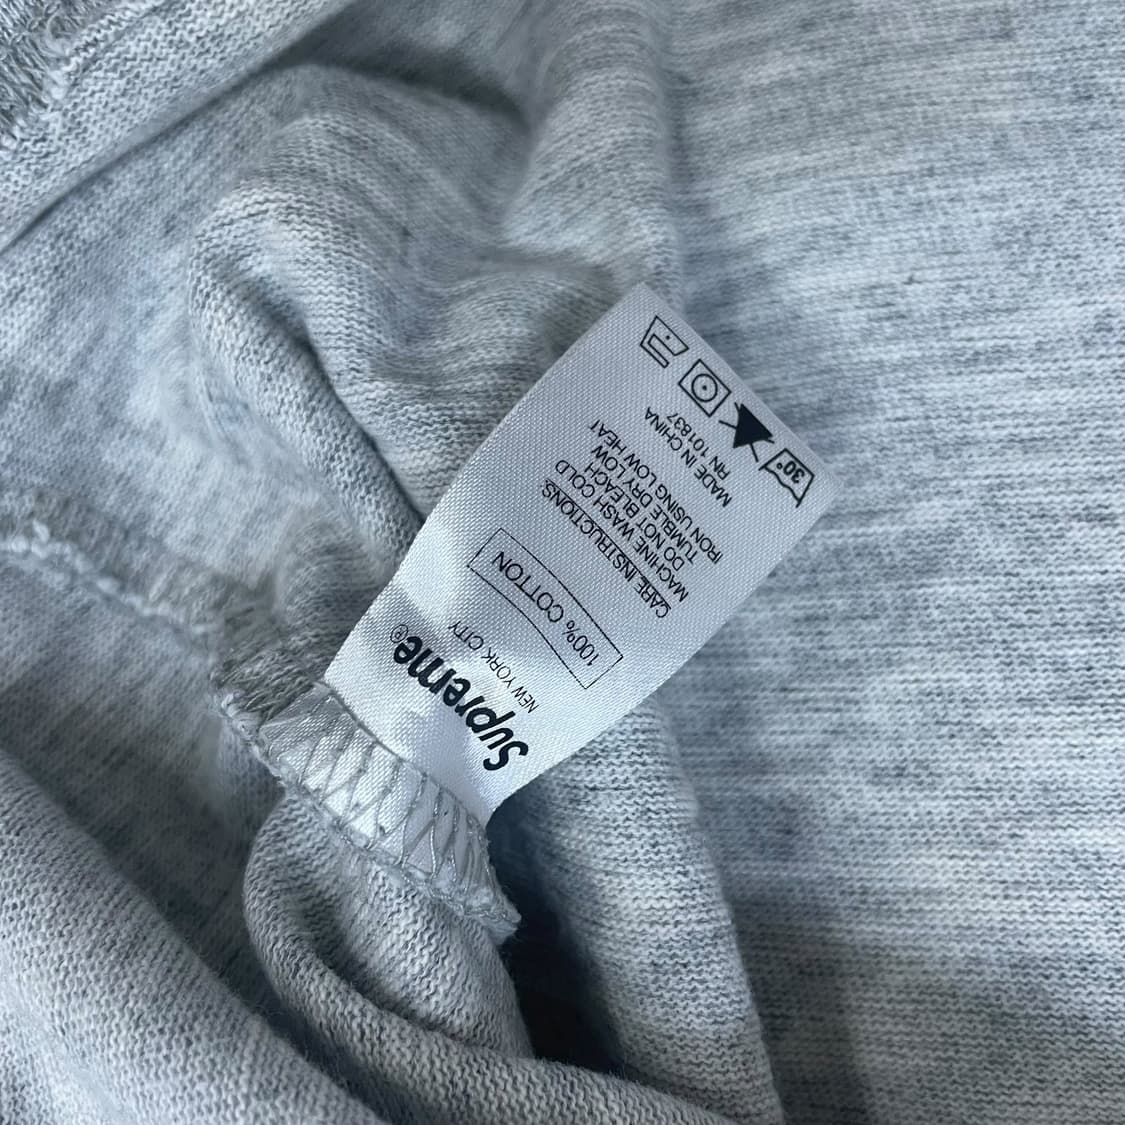 Supreme®
NEW YORK CITY
100% COTTON
CARE INSTRUCTIONS:
MACHINE WASH COLD
DO NOT BLEACH
TUMBLE DRY LOW
IRON USING LOW HEAT
RN 101837
MADE IN CHINA
30°